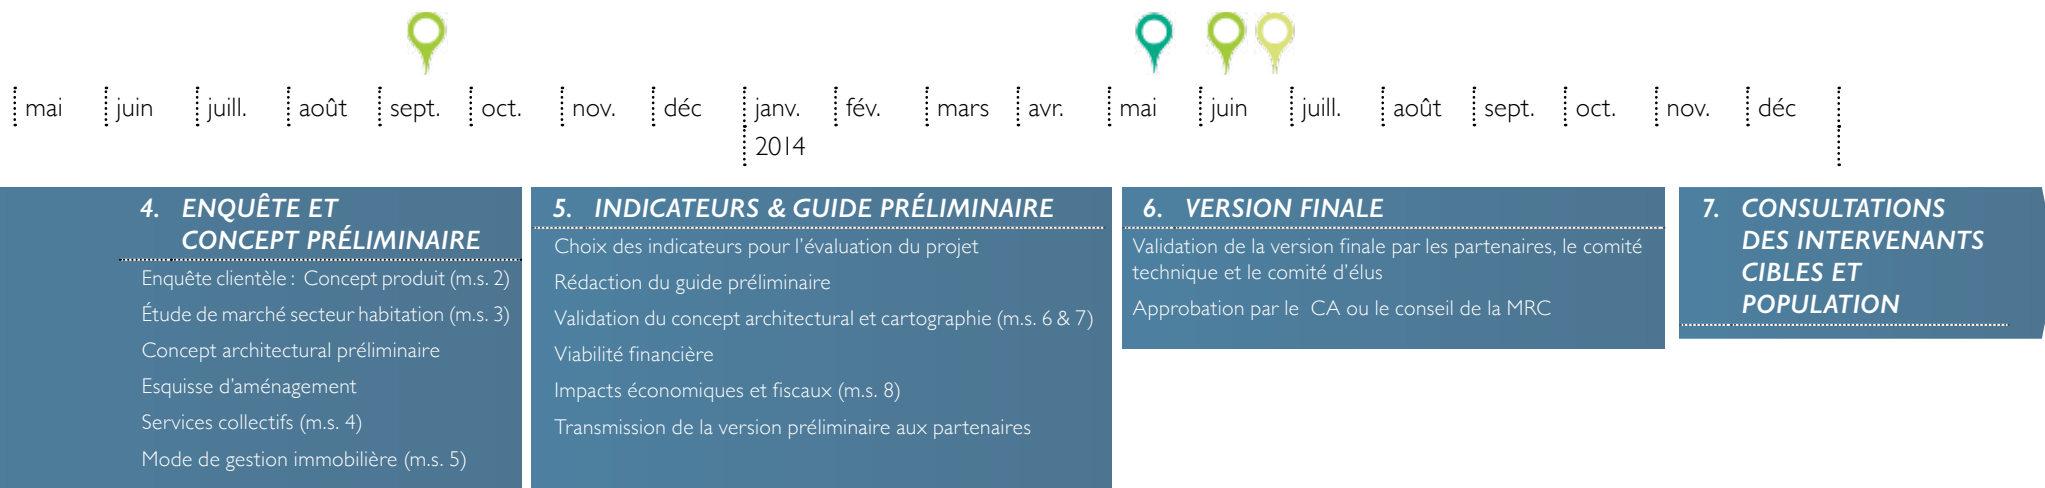 mai juin juill. août sept. oct. nov. déc janv. fév. mars avr. mai juin juill. août sept. oct. nov. déc
2014
4. ENQUÊTE ET
CONCEPT PRÉLIMINAIRE
Enquête clientèle : Concept produit (m.s. 2)
Étude de marché secteur habitation (m.s. 3)
Concept architectural préliminaire
Esquisse d'aménagement
Services collectifs (m.s. 4)
Mode de gestion immobilière (m.s. 5)
5. INDICATEURS & GUIDE PRÉLIMINAIRE
Choix des indicateurs pour l'évaluation du projet
Rédaction du guide préliminaire
Validation du concept architectural et cartographie (m.s. 6 & 7)
Viabilité financière
Impacts économiques et fiscaux (m.s. 8)
Transmission de la version préliminaire aux partenaires
6. VERSION FINALE
Validation de la version finale par les partenaires, le comité
technique et le comité d'élus
Approbation par le CA ou le conseil de la MRC
7. CONSULTATIONS
DES INTERVENANTS
CIBLES ET
POPULATION